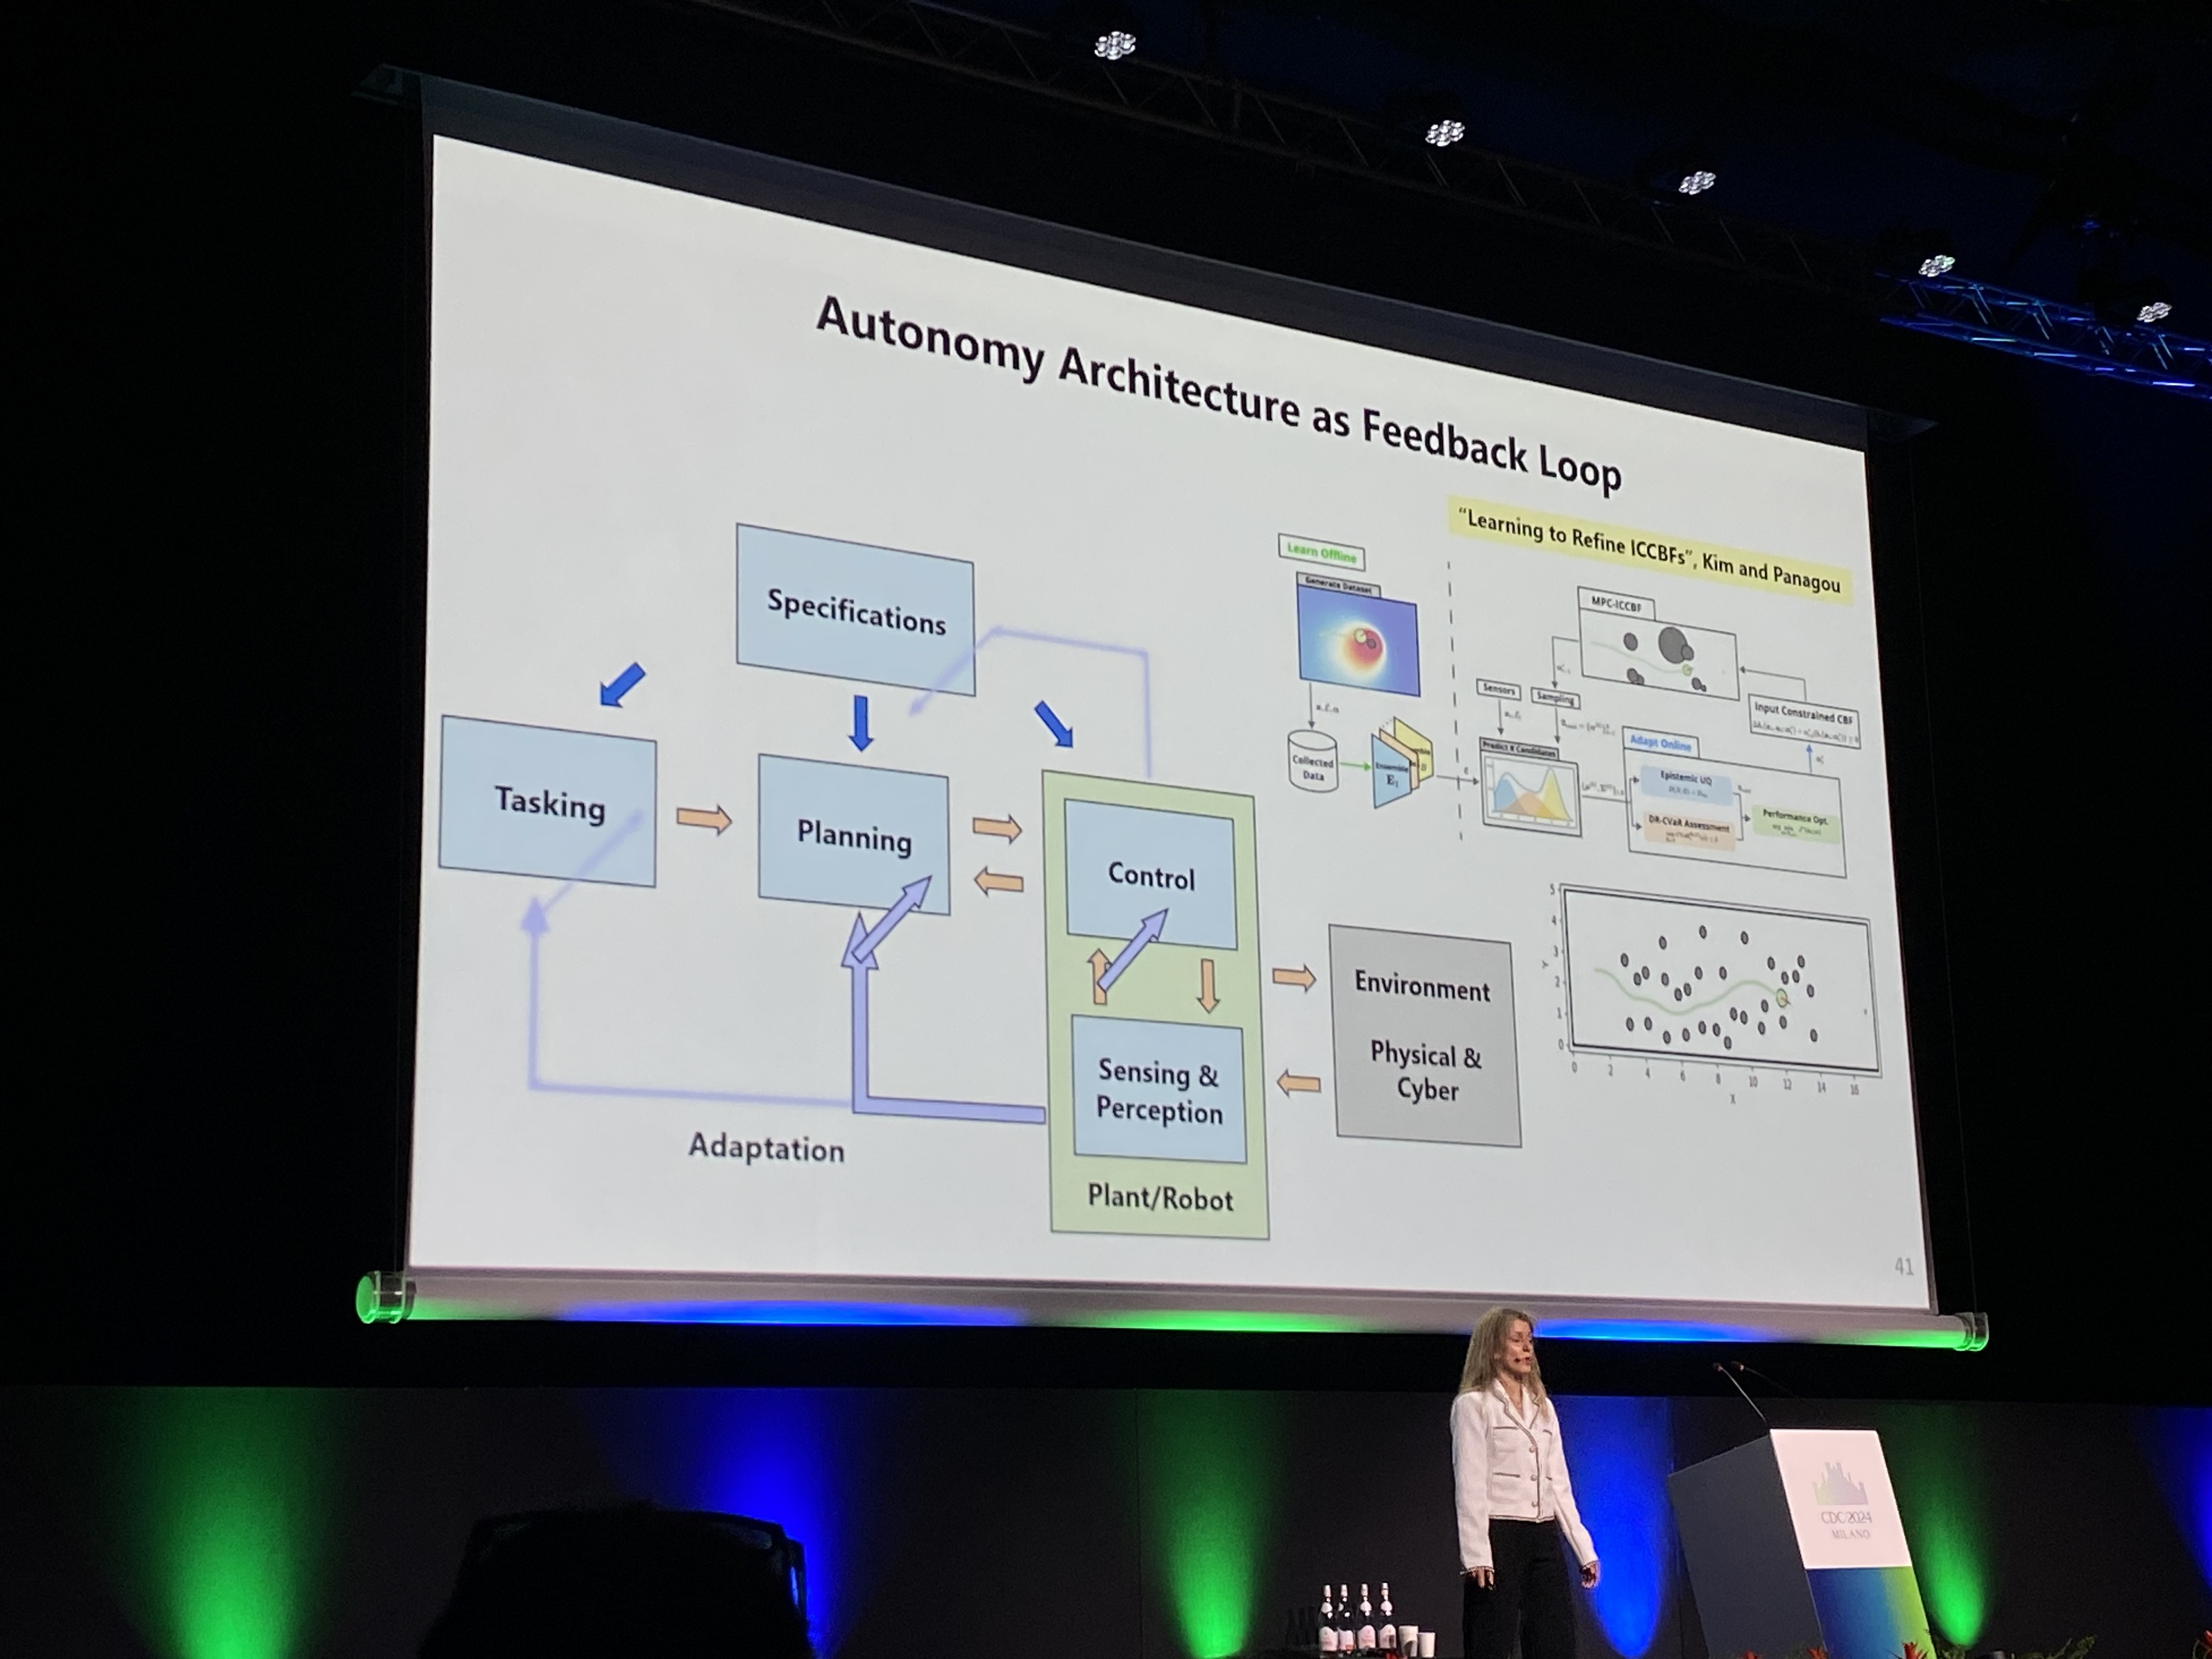 Autonomy Architecture as Feedback Loop
"Learning to Refine ICCBFs", Kim and Panagou
Specifications
Tasking
Planning
Control
Sensing &
Perception
Plant/Robot
Adaptation
Environment
Physical &
Cyber
Learn Offline
Generate Dataset
Collected
Data
Ensemble
E₁
MPC-ICCBF
Sensors
Sampling
Predict & Candidates
Input Constrained CBF
Adapt Online
Epistemic UQ
DR-CVaR Assessment
Performance Opt.
5
4
3
2
1
0
Y
0 2 4 6 8 10 12 14 16
X
41
CDC 2024
MILANO